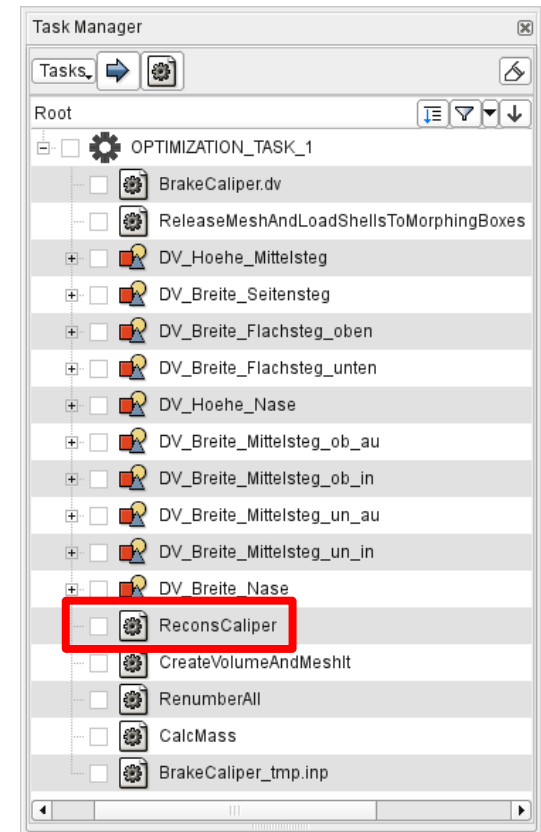 Task Manager
Tasks
Root
OPTIMIZATION_TASK_1
BrakeCaliper.dv
ReleaseMeshAndLoadShellsToMorphingBoxes
DV_Hoehe_Mittelsteg
DV_Breite_Seitensteg
DV_Breite_Flachsteg_oben
DV_Breite_Flachsteg_unten
DV_Hoehe_Nase
DV_Breite_Mittelsteg_ob_au
DV_Breite_Mittelsteg_ob_in
DV_Breite_Mittelsteg_un_au
DV_Breite_Mittelsteg_un_in
DV_Breite_Nase
ReconsCaliper
CreateVolumeAndMeshIt
RenumberAll
CalcMass
BrakeCaliper_tmp.inp